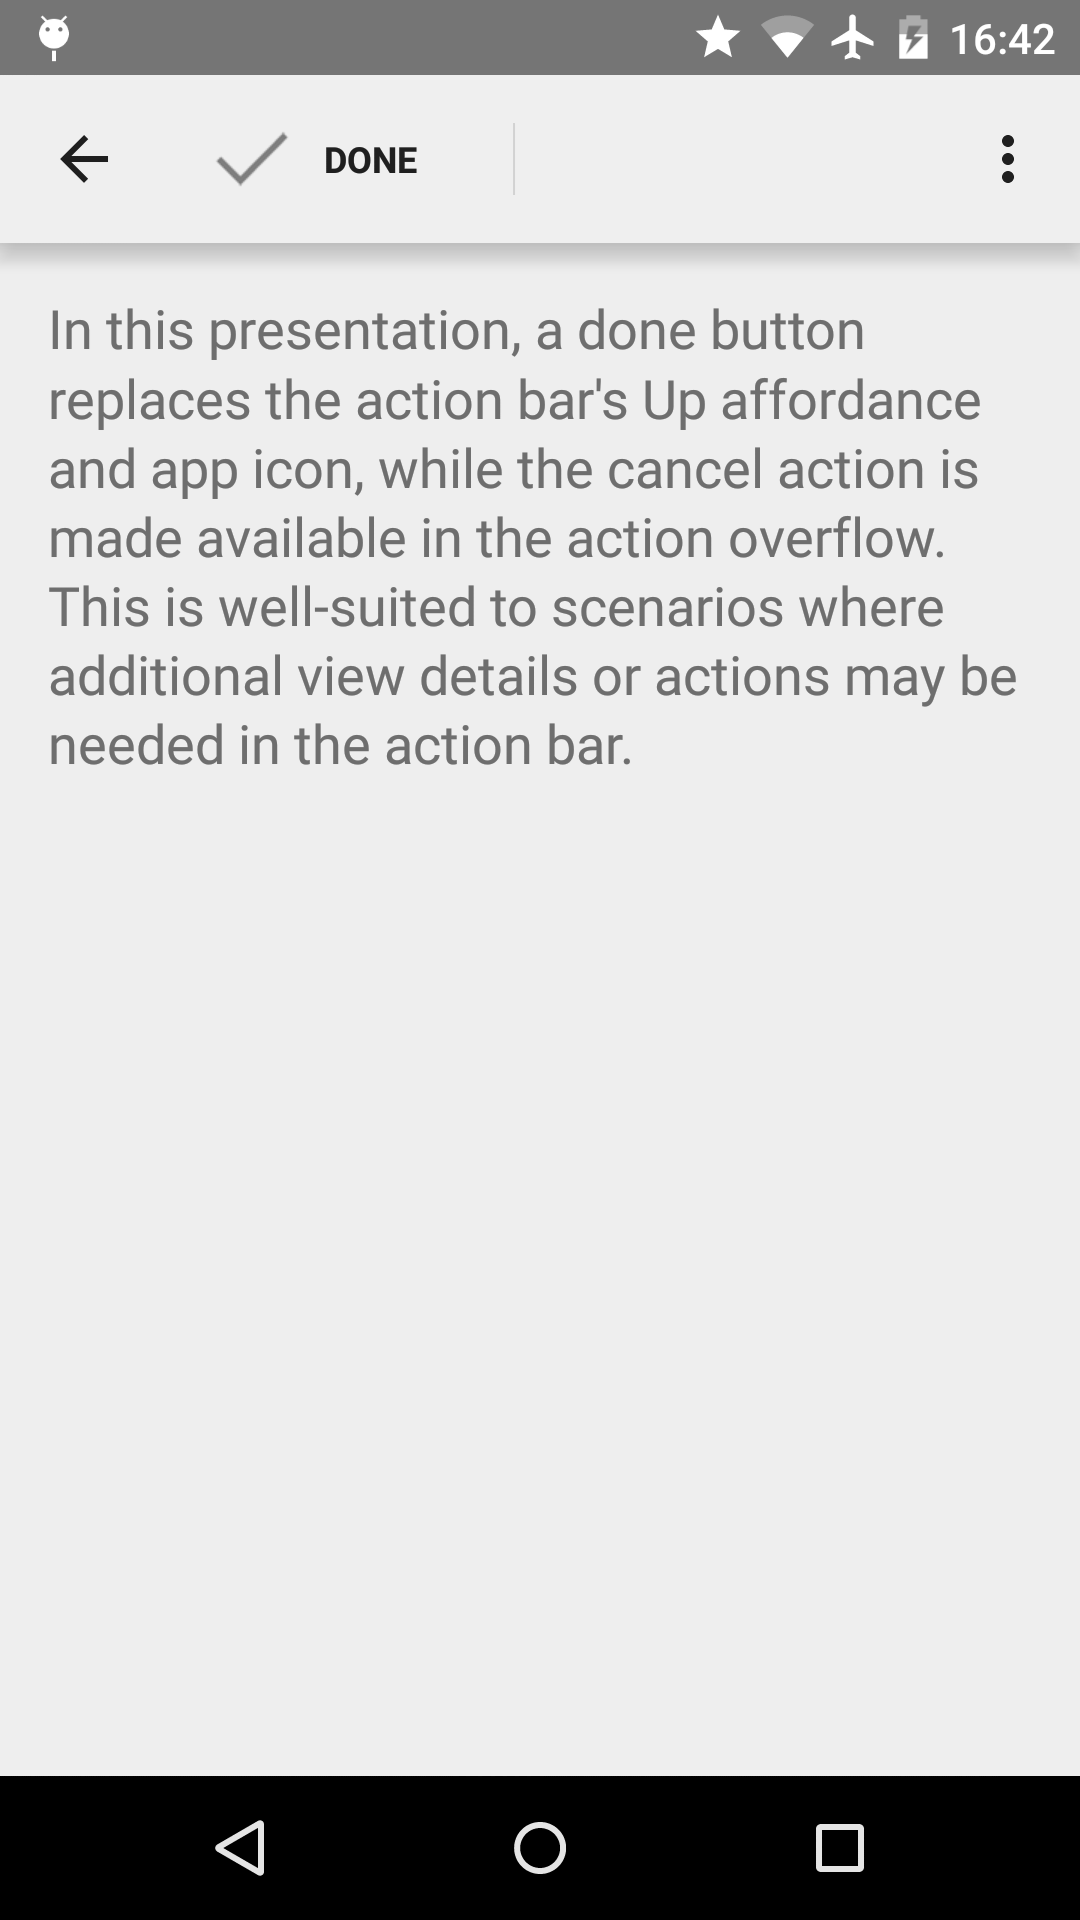 16:42
DONE
In this presentation, a done button
replaces the action bar's Up affordance
and app icon, while the cancel action is
made available in the action overflow.
This is well-suited to scenarios where
additional view details or actions may be
needed in the action bar.